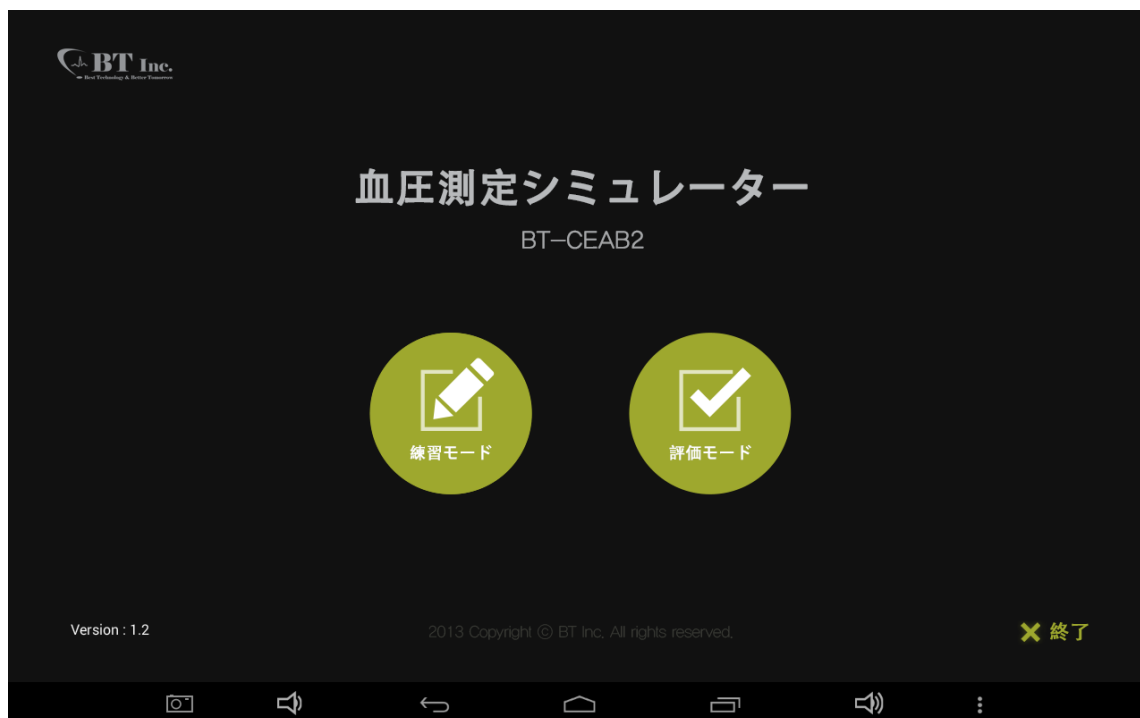 BT Inc.
Best Technology & Better Tomorrow
血圧測定シミュレーター
BT-CEAB2
練習モード
評価モード
Version : 1.2
2013 Copyright ⓒ BT Inc. All rights reserved.
終了